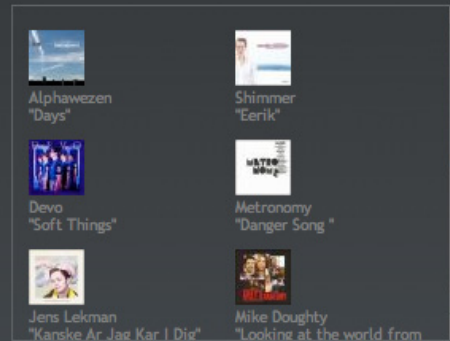 Alphawezen
"Days"
Shimmer
"Eerik"
Devo
"Soft Things"
Metronomy
"Danger Song "
Jens Lekman
"Kanske Ar Jag Kar I Dig"
Mike Doughty
"Looking at the world from